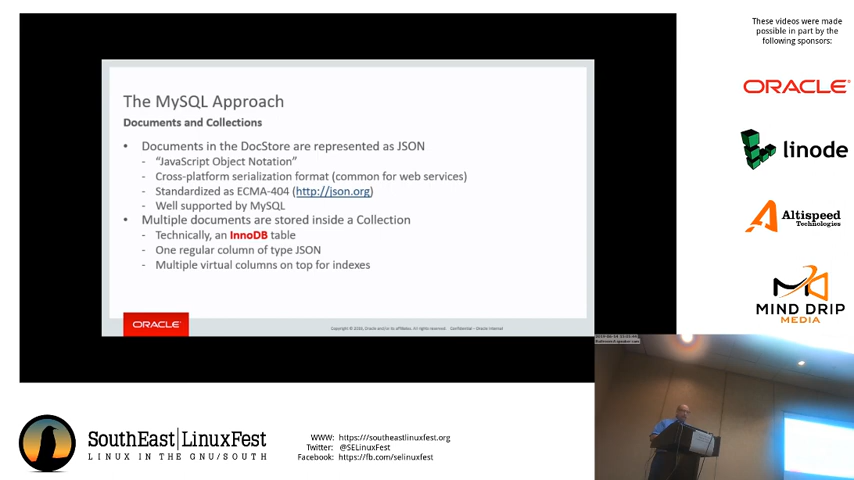 These videos were made
possible in part by the
following sponsors:
ORACLE
linode
Altispeed
Technologies
MIND DRIP
MEDIA
The MySQL Approach
Documents and Collections
• Documents in the DocStore are represented as JSON
- “JavaScript Object Notation”
- Cross-platform serialization format (common for web services)
- Standardized as ECMA-404 (http://json.org)
- Well supported by MySQL
• Multiple documents are stored inside a Collection
- Technically, an InnoDB table
- One regular column of type JSON
- Multiple virtual columns on top for indexes
ORACLE
SouthEast|LinuxFest
LINUX IN THE GNU/SOUTH
WWW: https:///southeastlinuxfest.org
Twitter: @SELinuxFest
Facebook: https://fb.com/selinuxfest